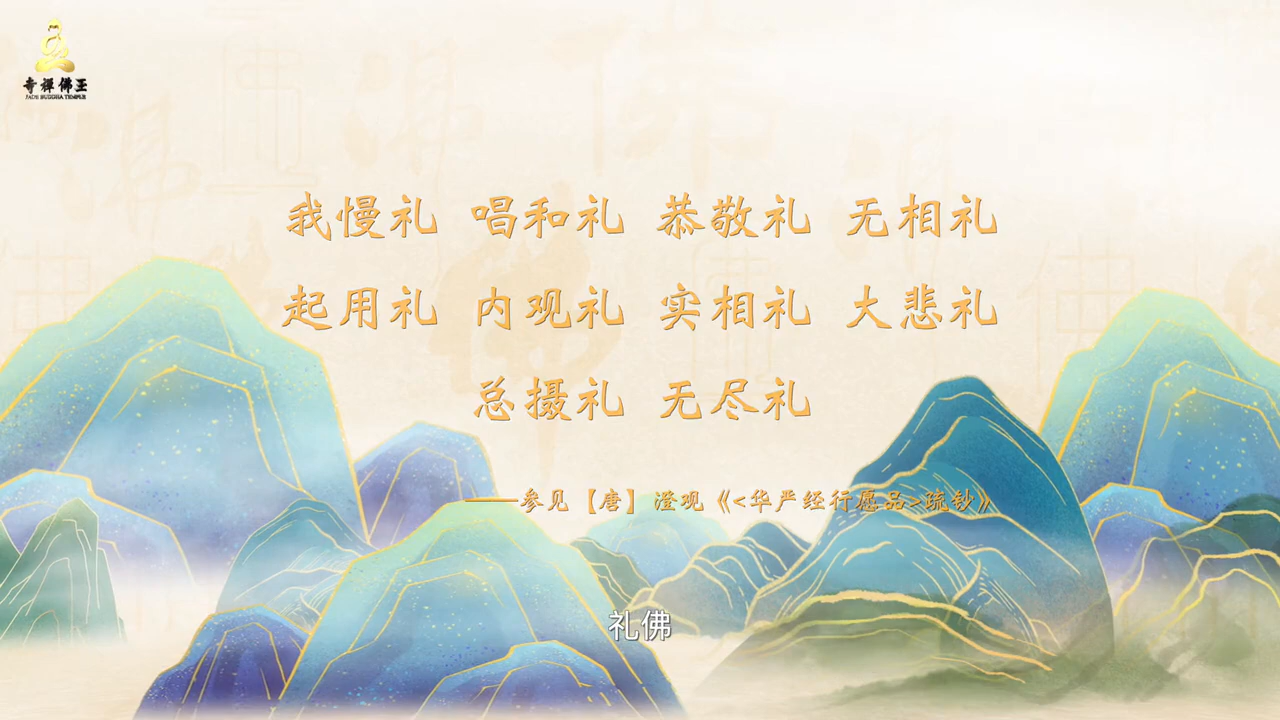 寺禅佛玉
JADE BUDDHA TEMPLE
我慢礼 唱和礼 恭敬礼 无相礼
起用礼 内观礼 实相礼 大悲礼
总摄礼 无尽礼
——参见【唐】澄观《<华严经行愿品>疏钞》
礼佛